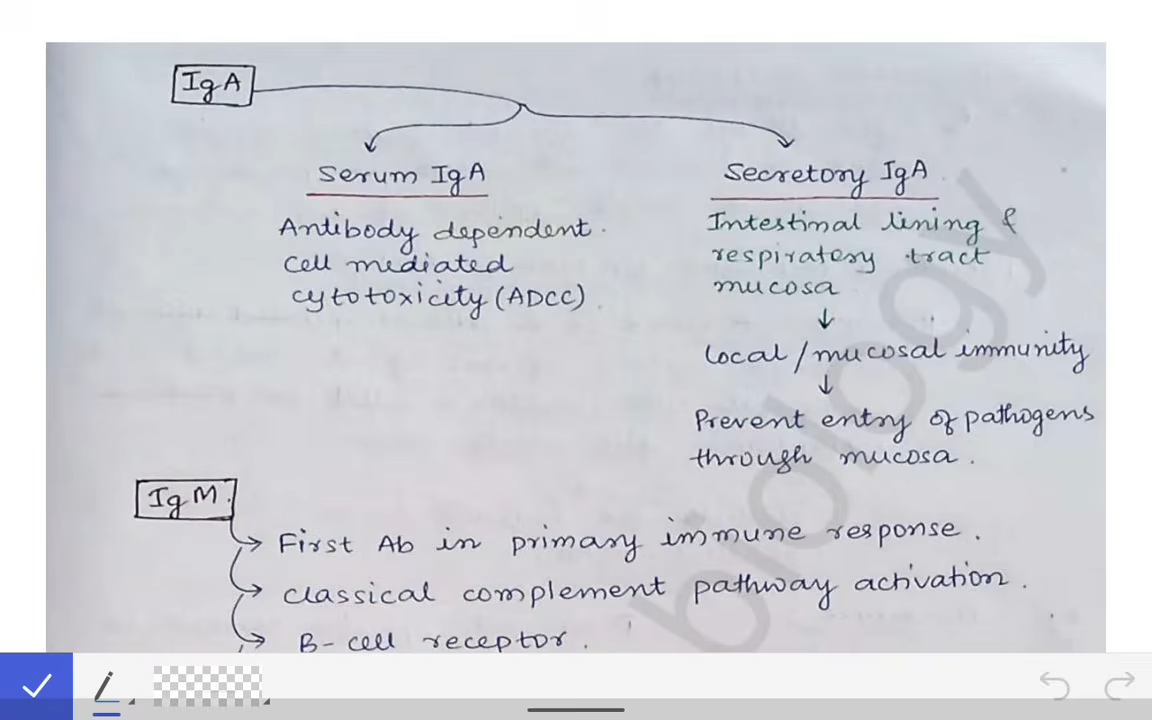 IgA
Serum IgA
Antibody dependent
cell mediated
cytotoxicity (ADCC)
Secretory IgA
Intestinal lining &
respiratory tract
mucosa
↓
Local / mucosal immunity
↓
Prevent entry of pathogens
through mucosa.
IgM
First Ab in primary immune response.
Classical complement pathway activation.
B-cell receptor.
biology